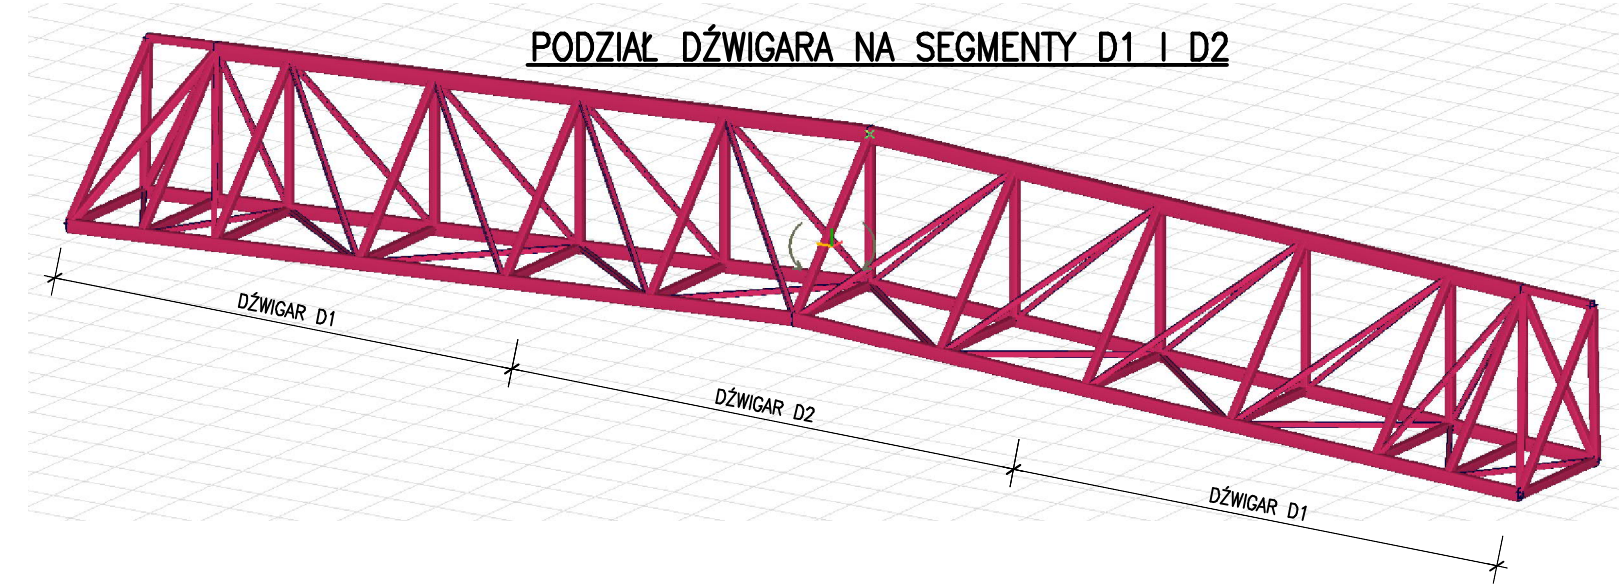 PODZIAŁ DŹWIGARA NA SEGMENTY D1 I D2
DŹWIGAR D1
DŹWIGAR D2
DŹWIGAR D1